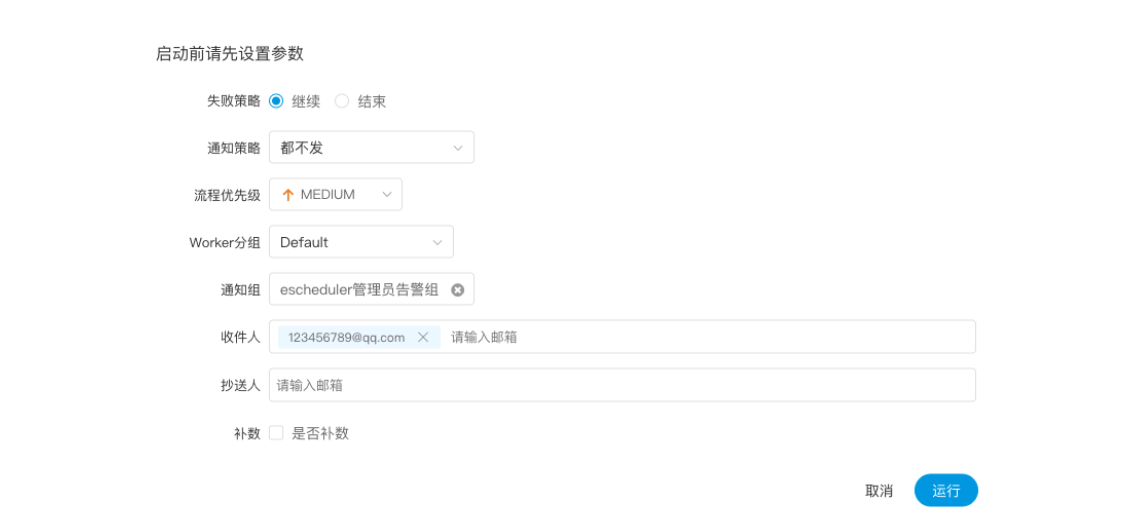 启动前请先设置参数
失败策略 继续 结束
通知策略 都不发
流程优先级 MEDIUM
Worker分组 Default
通知组 escheduler管理员告警组
收件人 123456789@qq.com 请输入邮箱
抄送人 请输入邮箱
补数 是否补数
取消 运行